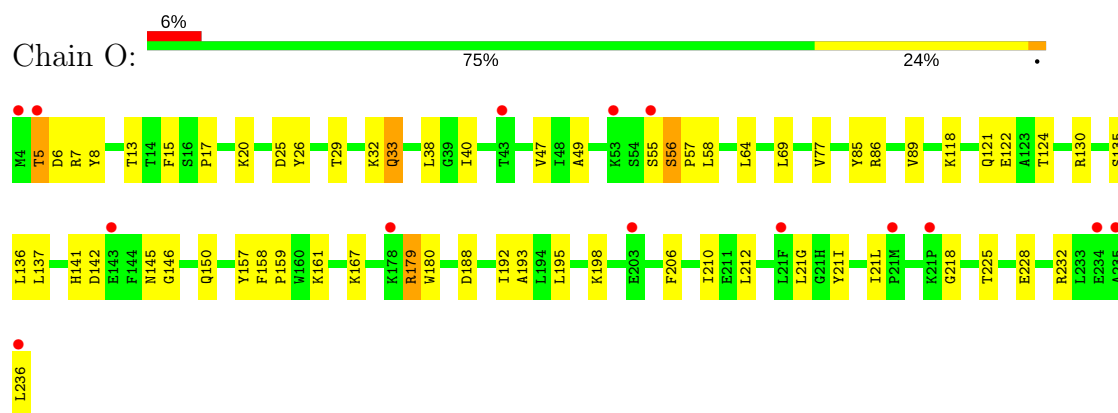 6%
Chain O:
75% 24% •
M4 T5 D6 R7 Y8 T13 T14 F15 S16 P17 K20 D25 Y26 T29 K32 Q33 L38 G39 I40 T43 V47 I48 A49 K53 S54 S55 S56 P57 L58 L64 L69 V77 Y85 R86 V89 K118 Q121 E122 A123 T124 R130 S135
L136 L137 H141 D142 E143 F144 N145 G146 Q150 Y157 F158 P159 W160 K161 K167 K178 R179 W180 D188 I192 A193 L194 L195 K198 E203 F206 I210 E211 L212 L21F L21G G21H Y21I I21L P21M K21P G218 T225 E228 R232 L233 E234 A235
L236